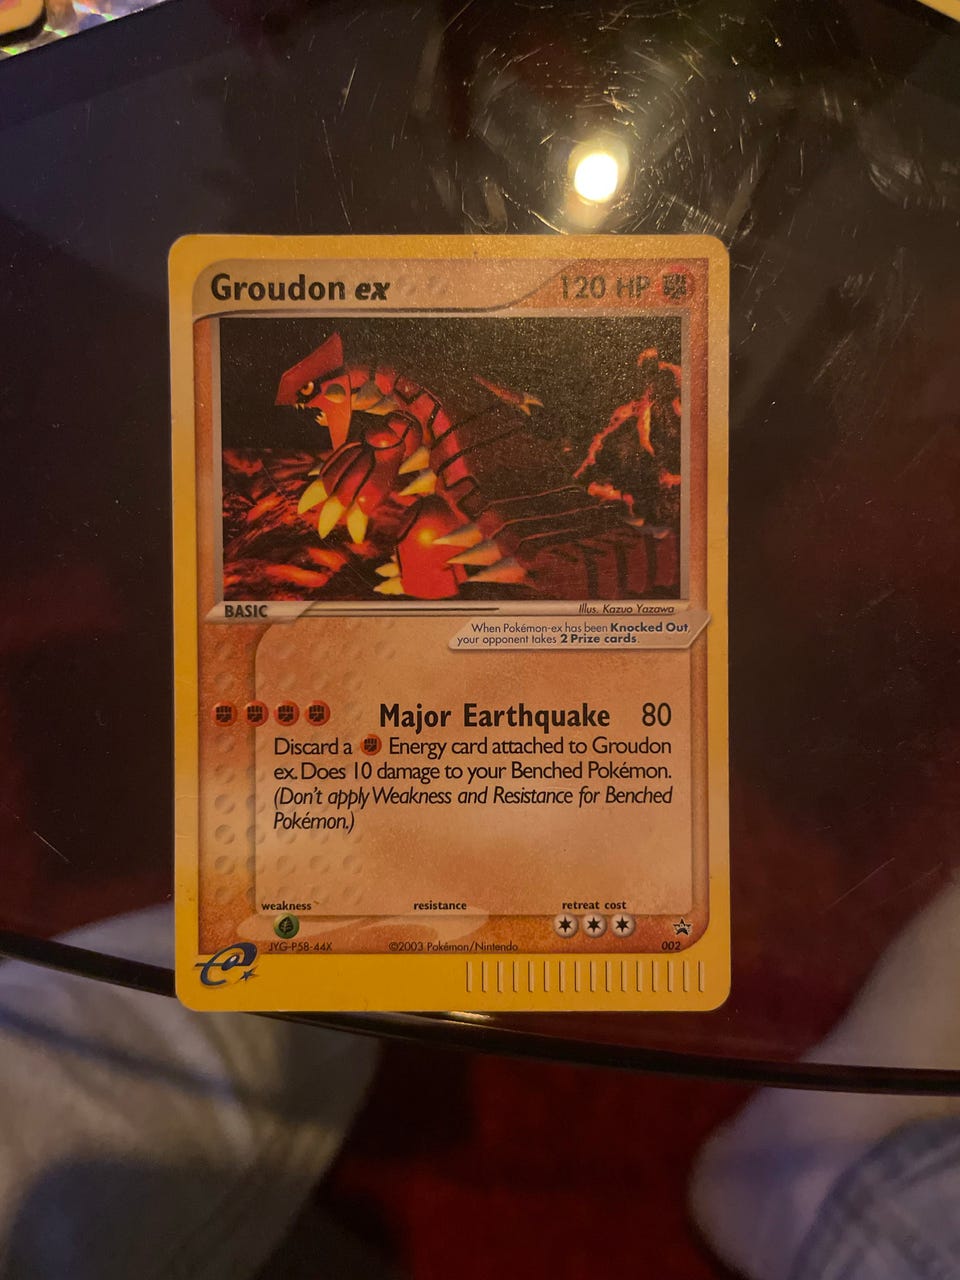 Groudon ex 120 HP
BASIC
Illus. Kazuo Yazawa
When Pokémon-ex has been Knocked Out,
your opponent takes 2 Prize cards.
Major Earthquake 80
Discard a Energy card attached to Groudon
ex. Does 10 damage to your Benched Pokémon.
(Don't apply Weakness and Resistance for Benched
Pokémon.)
weakness resistance retreat cost
JYG-P58-44X ©2003 Pokémon/Nintendo 002
e